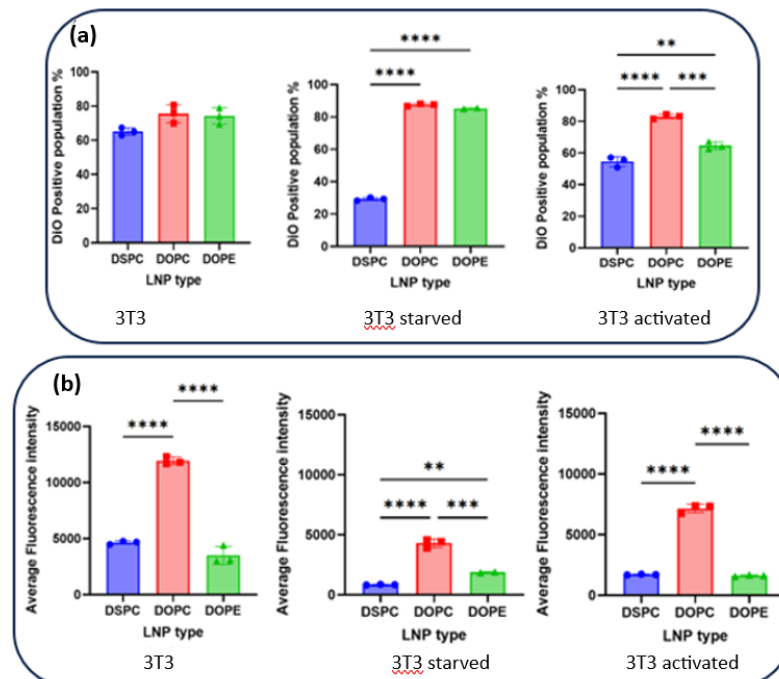 (a)
DiO Positive population %
100
80
60
40
20
0
DSPC DOPC DOPE
LNP type
3T3
****
****
DiO Positive population %
100
80
60
40
20
0
DSPC DOPC DOPE
LNP type
3T3 starved
**
**** ***
DiO Positive population %
100
80
60
40
20
0
DSPC DOPC DOPE
LNP type
3T3 activated
(b)
****
****
Average Fluorescence intensity
15000
10000
5000
0
DSPC DOPC DOPE
LNP type
3T3
**
**** ***
Average Fluorescence intensity
15000
10000
5000
0
DSPC DOPC DOPE
LNP type
3T3 starved
****
****
Average Fluorescence intensity
15000
10000
5000
0
DSPC DOPC DOPE
LNP type
3T3 activated